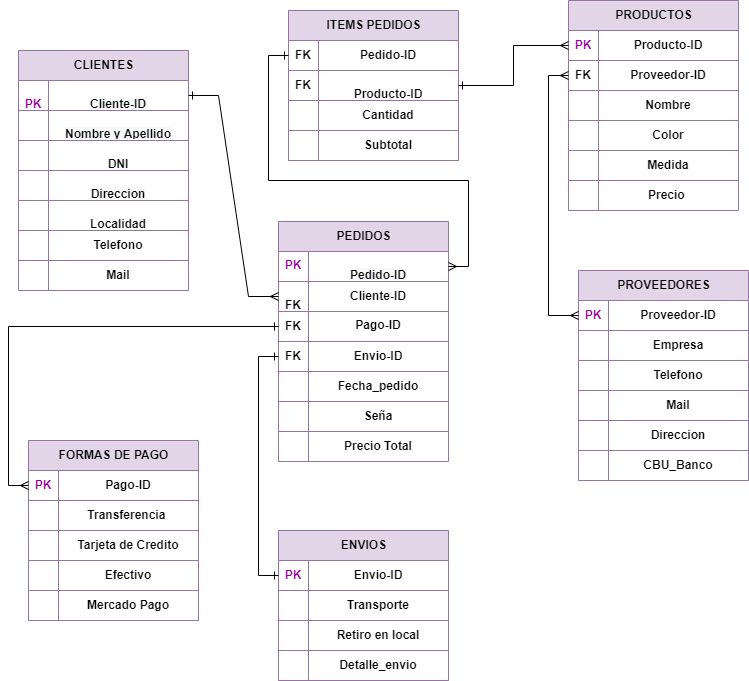 CLIENTES
PK Cliente-ID
Nombre y Apellido
DNI
Direccion
Localidad
Telefono
Mail
ITEMS PEDIDOS
FK Pedido-ID
FK Producto-ID
Cantidad
Subtotal
PRODUCTOS
PK Producto-ID
FK Proveedor-ID
Nombre
Color
Medida
Precio
PEDIDOS
PK Pedido-ID
FK Cliente-ID
FK Pago-ID
FK Envio-ID
Fecha_pedido
Seña
Precio Total
PROVEEDORES
PK Proveedor-ID
Empresa
Telefono
Mail
Direccion
CBU_Banco
FORMAS DE PAGO
PK Pago-ID
Transferencia
Tarjeta de Credito
Efectivo
Mercado Pago
ENVIOS
PK Envio-ID
Transporte
Retiro en local
Detalle_envio